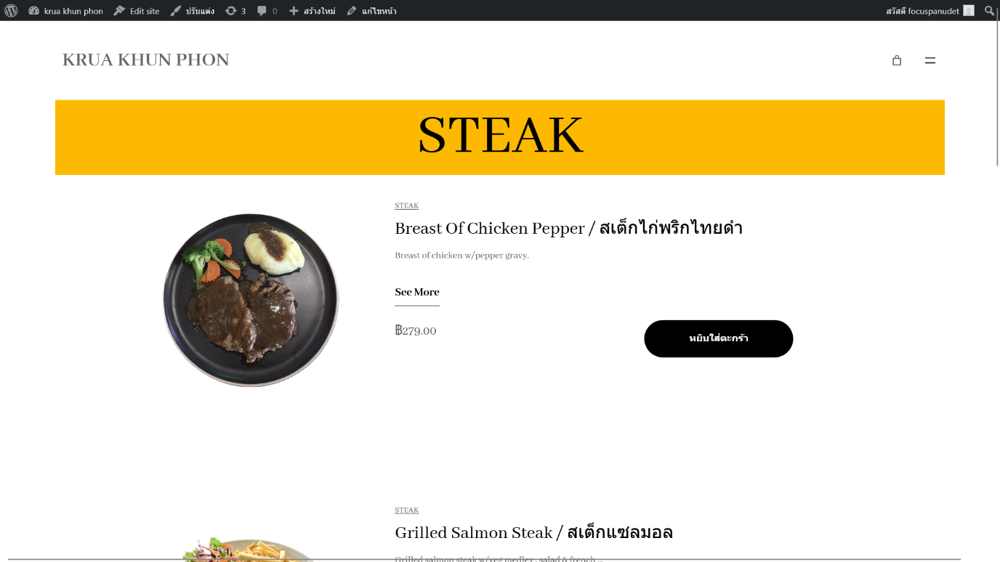 krua khun phon Edit site ปรับแต่ง 3 0 สร้างใหม่ แก้ไขหน้า สวัสดี focuspanudet
KRUA KHUN PHON
STEAK
STEAK
Breast Of Chicken Pepper / สเต็กไก่พริกไทยดำ
Breast of chicken w/pepper gravy.
See More
฿279.00 หยิบใส่ตะกร้า
STEAK
Grilled Salmon Steak / สเต็กแซลมอล
Grilled salmon steak w/veg medley , salad & french ...